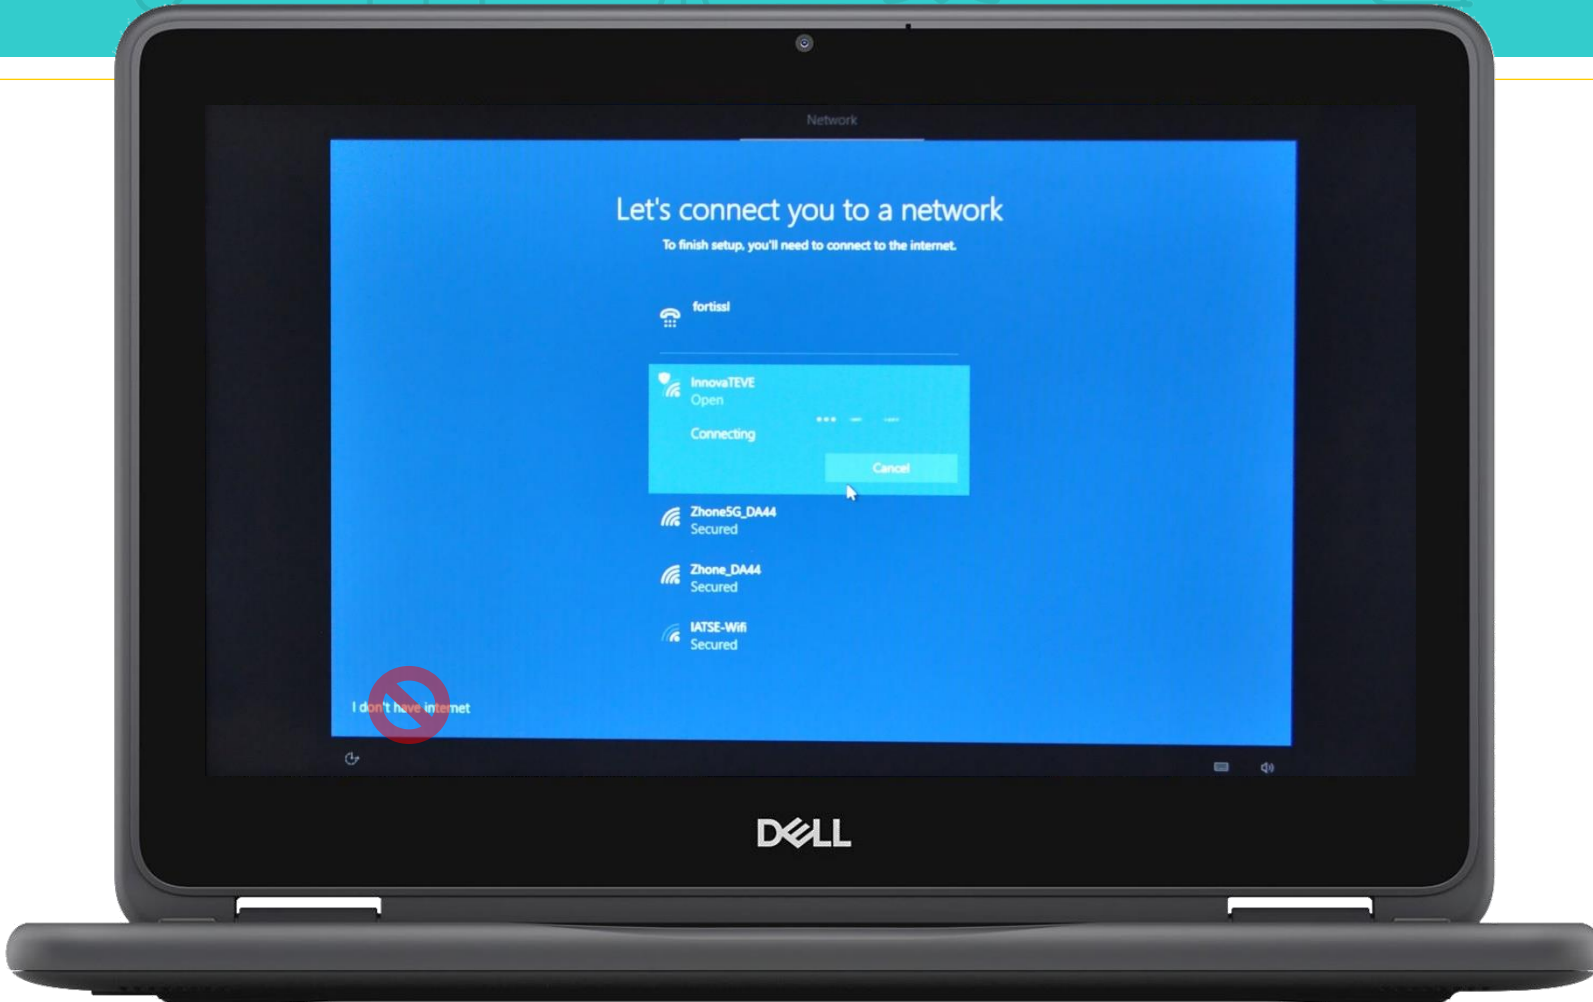 Network
Let's connect you to a network
To finish setup, you'll need to connect to the internet.
fortissl
InnovaTEVE
Open
Connecting
Cancel
Zhone5G_DA44
Secured
Zhone_DA44
Secured
IATSE-Wifi
Secured
I don't have internet
DELL